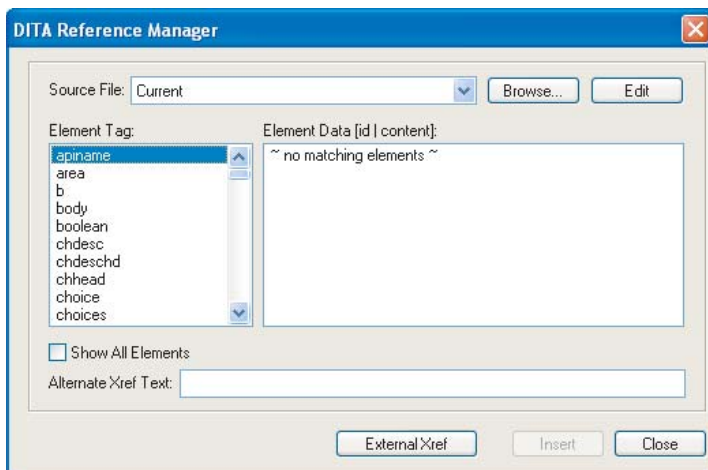 DITA Reference Manager
Source File: Current Browse... Edit
Element Tag: Element Data [id | content]:
apiname ~ no matching elements ~
area
b
body
boolean
chdesc
chdeschd
chhead
choice
choices
Show All Elements
Alternate Xref Text:
External Xref Insert Close